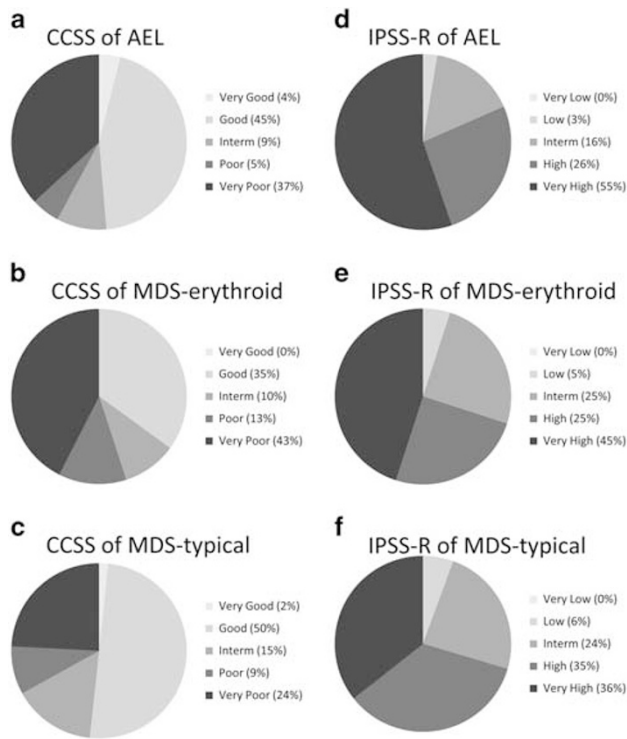 a
CCSS of AEL
Very Good (4%)
Good (45%)
Interm (9%)
Poor (5%)
Very Poor (37%)
b
CCSS of MDS-erythroid
Very Good (0%)
Good (35%)
Interm (10%)
Poor (13%)
Very Poor (43%)
c
CCSS of MDS-typical
Very Good (2%)
Good (50%)
Interm (15%)
Poor (9%)
Very Poor (24%)
d
IPSS-R of AEL
Very Low (0%)
Low (3%)
Interm (16%)
High (26%)
Very High (55%)
e
IPSS-R of MDS-erythroid
Very Low (0%)
Low (5%)
Interm (25%)
High (25%)
Very High (45%)
f
IPSS-R of MDS-typical
Very Low (0%)
Low (6%)
Interm (24%)
High (35%)
Very High (36%)